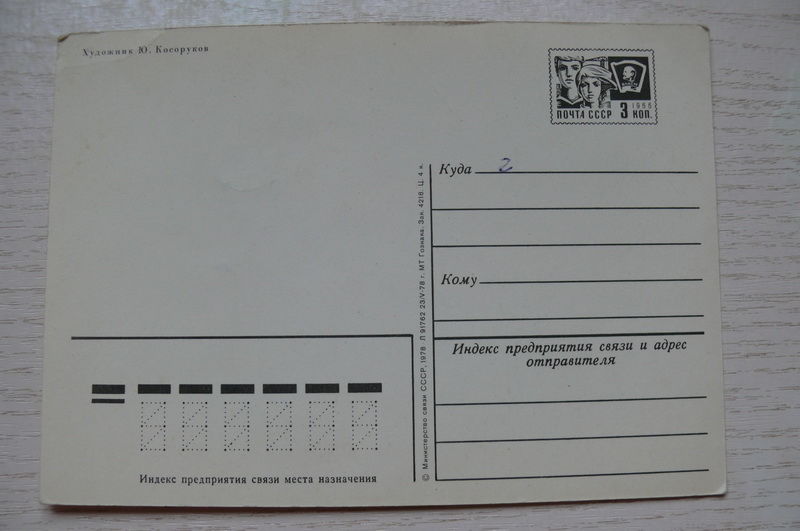 Художник Ю. Косоруков
1966
ПОЧТА СССР 3 КОП.
Куда 2
Кому
Индекс предприятия связи и адрес
отправителя
© Министерство связи СССР, 1978 Л 91762 23/V-78 г. МТ Гознака. Зак. 4216. Ц. 4 к.
Индекс предприятия связи места назначения